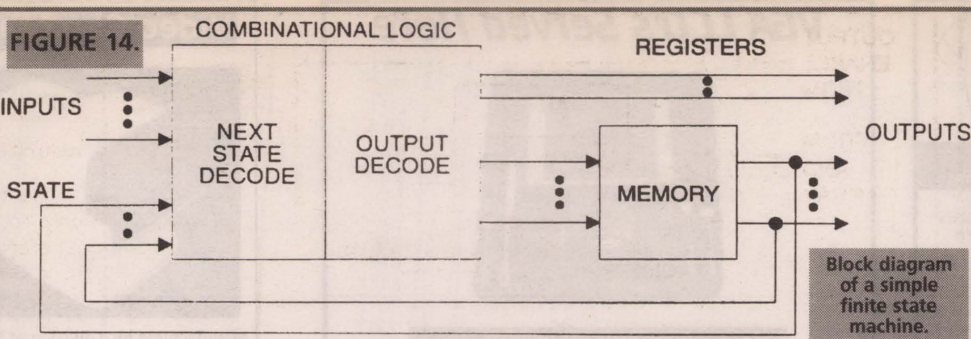 FIGURE 14.
COMBINATIONAL LOGIC
REGISTERS
INPUTS
NEXT
STATE
DECODE
OUTPUT
DECODE
OUTPUTS
STATE
MEMORY
Block diagram
of a simple
finite state
machine.